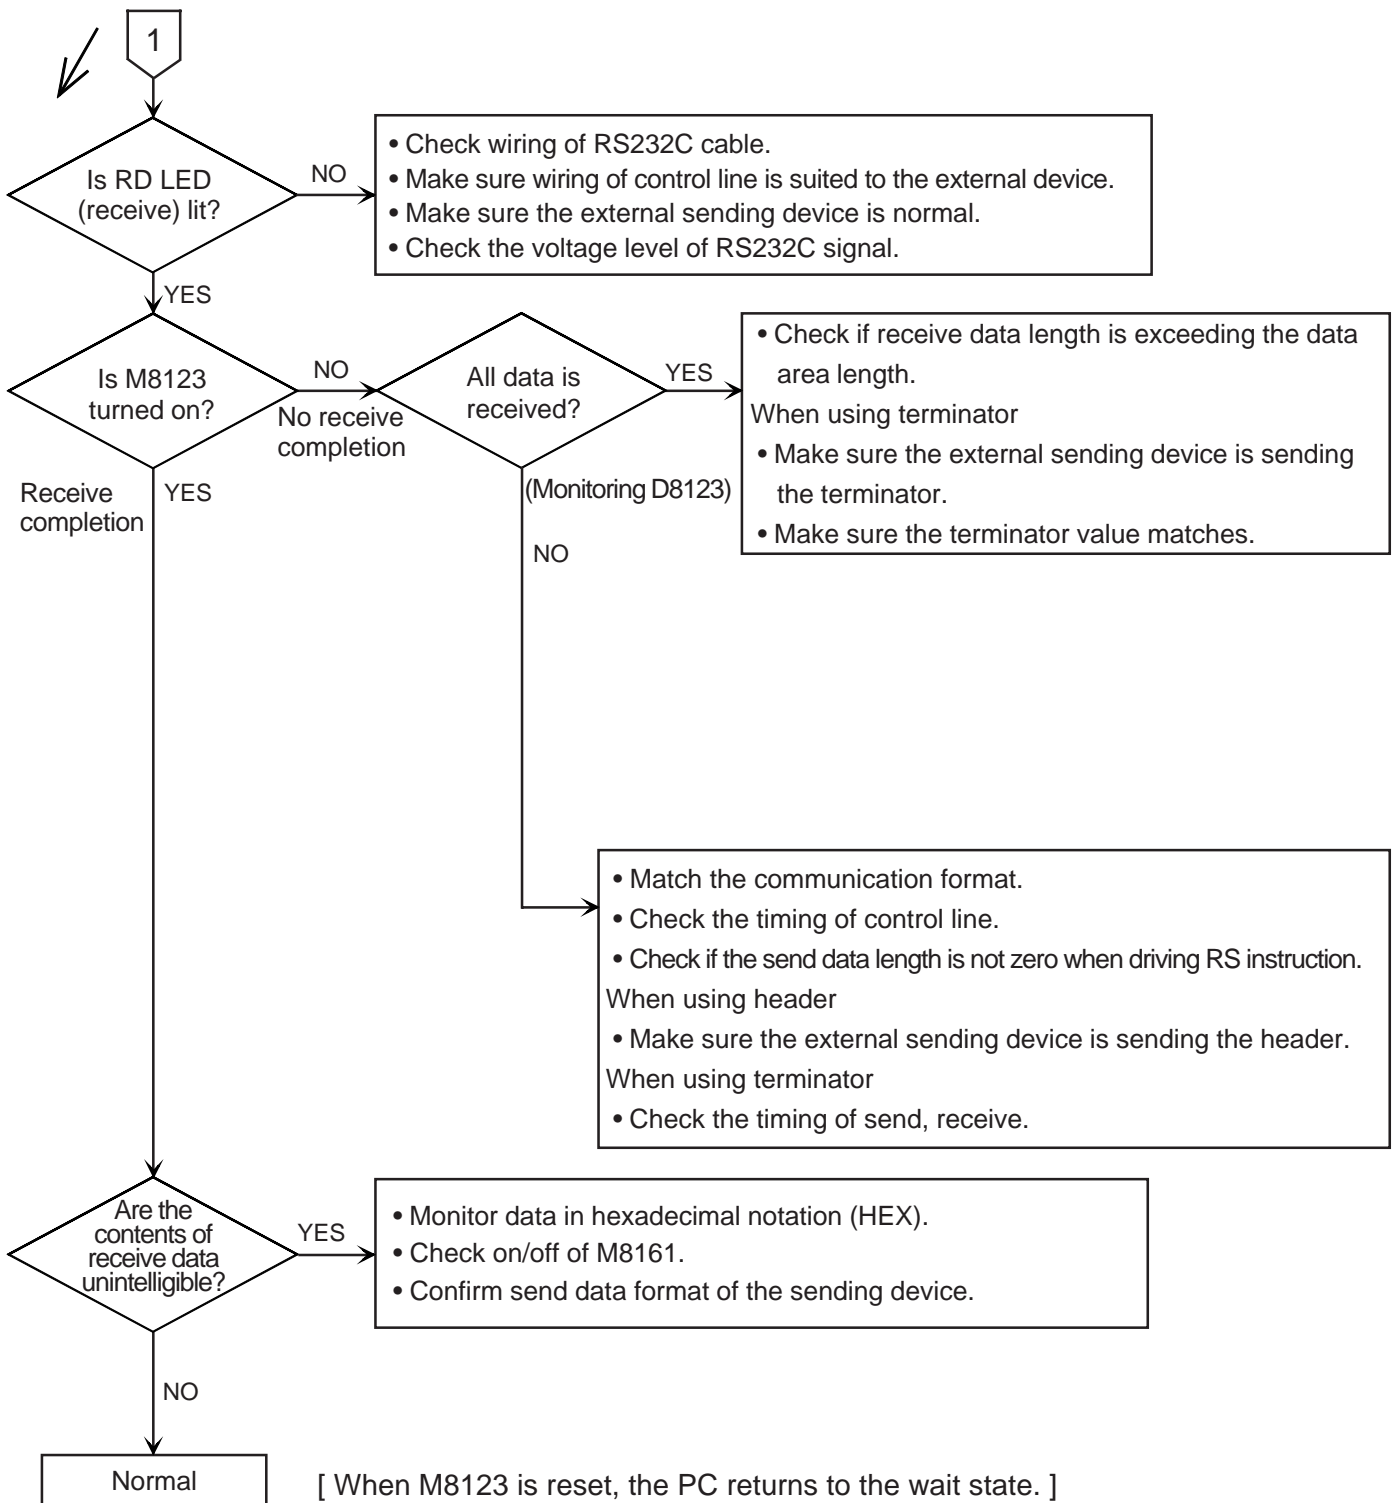 1
Is RD LED
(receive) lit?
NO
• Check wiring of RS232C cable.
• Make sure wiring of control line is suited to the external device.
• Make sure the external sending device is normal.
• Check the voltage level of RS232C signal.
YES
Is M8123
turned on?
NO
No receive
completion
All data is
received?
YES
• Check if receive data length is exceeding the data
area length.
When using terminator
• Make sure the external sending device is sending
the terminator.
• Make sure the terminator value matches.
Receive
completion
YES
(Monitoring D8123)
NO
• Match the communication format.
• Check the timing of control line.
• Check if the send data length is not zero when driving RS instruction.
When using header
• Make sure the external sending device is sending the header.
When using terminator
• Check the timing of send, receive.
Are the
contents of
receive data
unintelligible?
YES
• Monitor data in hexadecimal notation (HEX).
• Check on/off of M8161.
• Confirm send data format of the sending device.
NO
Normal
[ When M8123 is reset, the PC returns to the wait state. ]